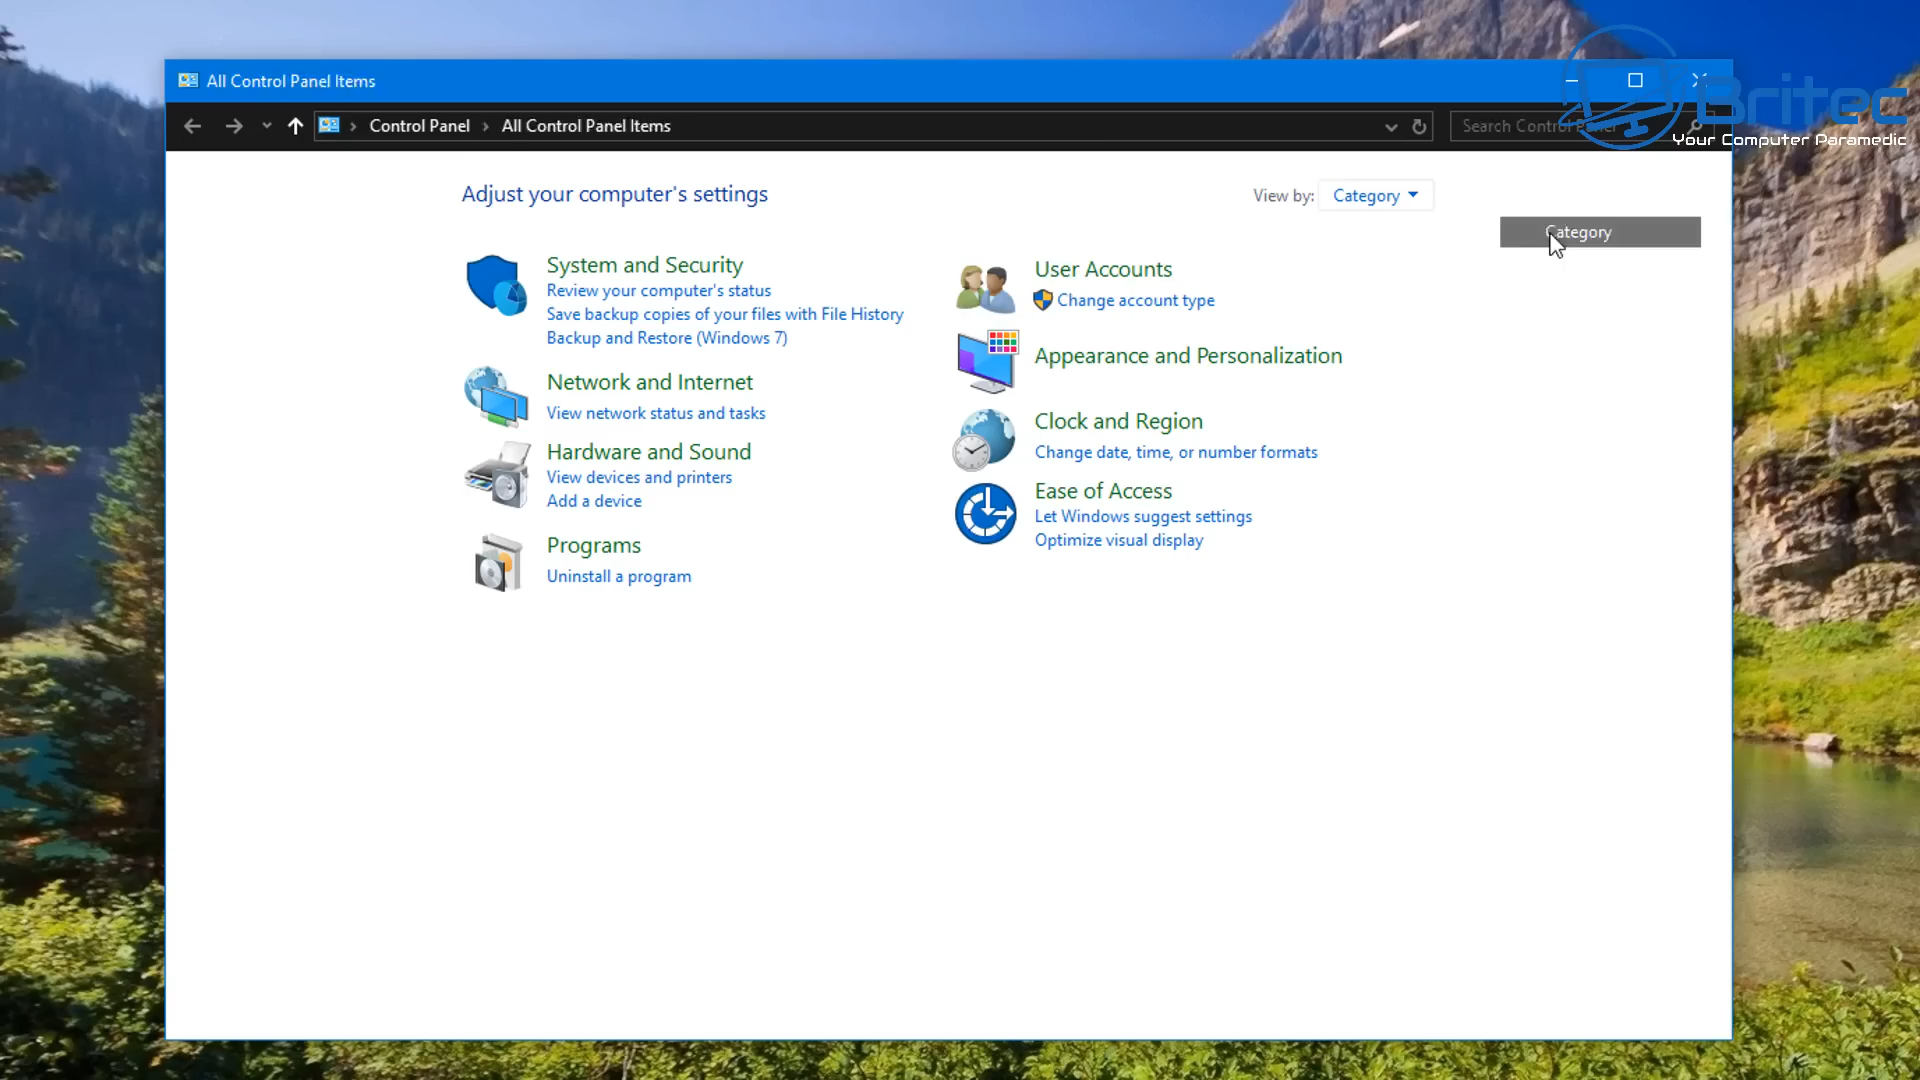 All Control Panel Items
Britec
Control Panel > All Control Panel Items
Search Control Panel
Your Computer Paramedic
Adjust your computer's settings
View by: Category
Category
System and Security
Review your computer's status
Save backup copies of your files with File History
Backup and Restore (Windows 7)
Network and Internet
View network status and tasks
Hardware and Sound
View devices and printers
Add a device
Programs
Uninstall a program
User Accounts
Change account type
Appearance and Personalization
Clock and Region
Change date, time, or number formats
Ease of Access
Let Windows suggest settings
Optimize visual display